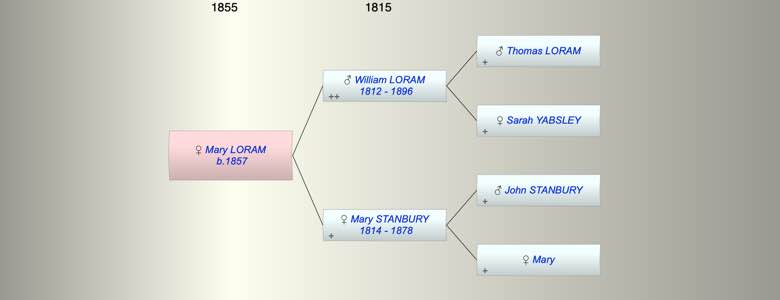 1855
1815
♂ Thomas LORAM
+
♂ William LORAM
1812 - 1896
++
♀ Sarah YABSLEY
+
♀ Mary LORAM
b.1857
♂ John STANBURY
+
♀ Mary STANBURY
1814 - 1878
+
♀ Mary
+